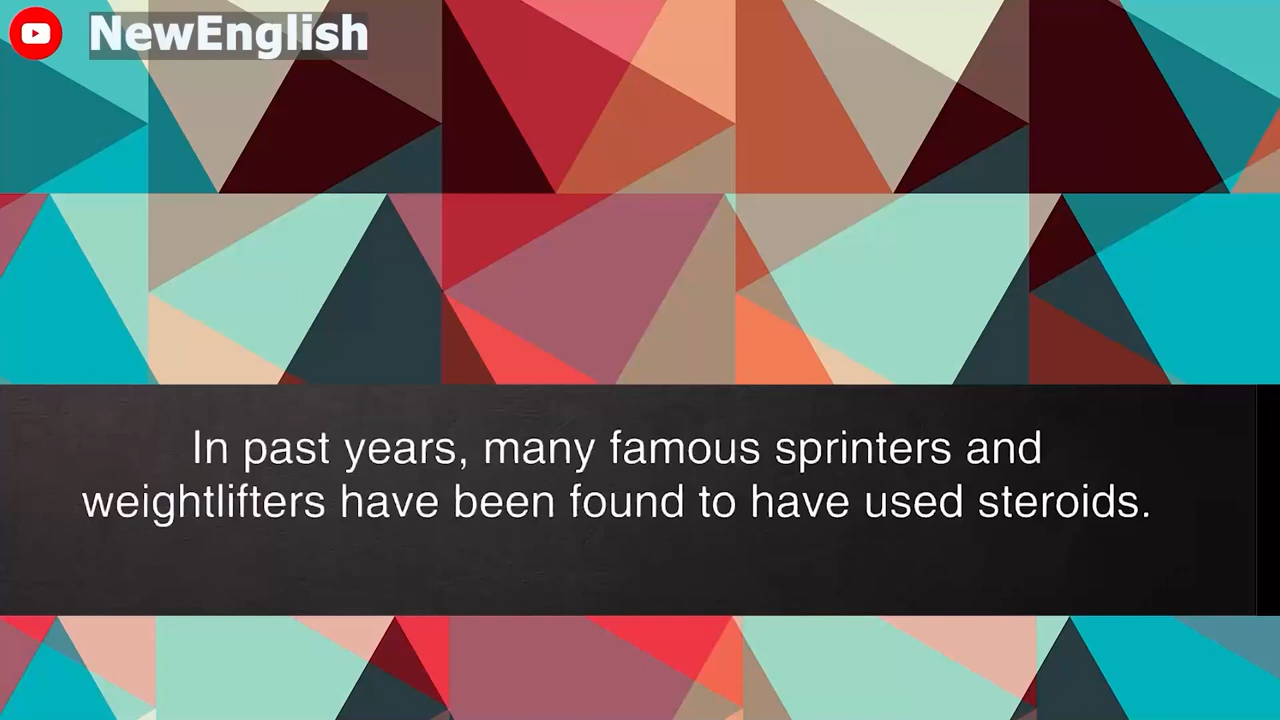 NewEnglish
In past years, many famous sprinters and
weightlifters have been found to have used steroids.